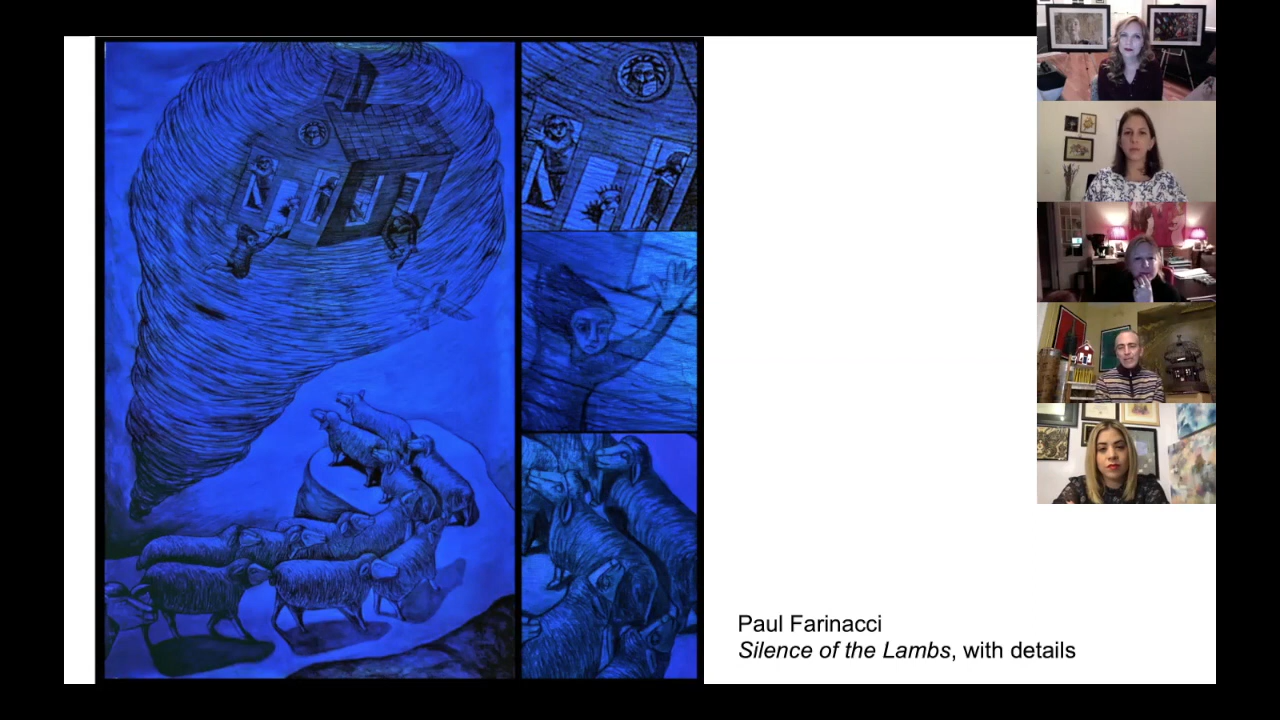 Paul Farinacci
Silence of the Lambs, with details